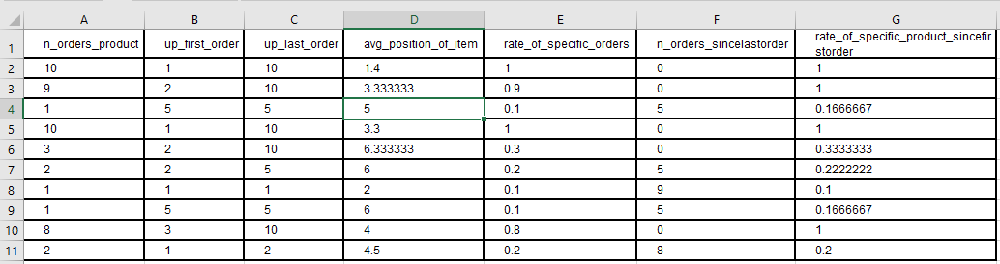 A B C D E F G
1 n_orders_product up_first_order up_last_order avg_position_of_item rate_of_specific_orders n_orders_sincelastorder rate_of_specific_product_sincefir
storder
2 10 1 10 1.4 1 0 1
3 9 2 10 3.333333 0.9 0 1
4 1 5 5 5 0.1 5 0.1666667
5 10 1 10 3.3 1 0 1
6 3 2 10 6.333333 0.3 0 0.3333333
7 2 2 5 6 0.2 5 0.2222222
8 1 1 1 2 0.1 9 0.1
9 1 5 5 6 0.1 5 0.1666667
10 8 3 10 4 0.8 0 1
11 2 1 2 4.5 0.2 8 0.2